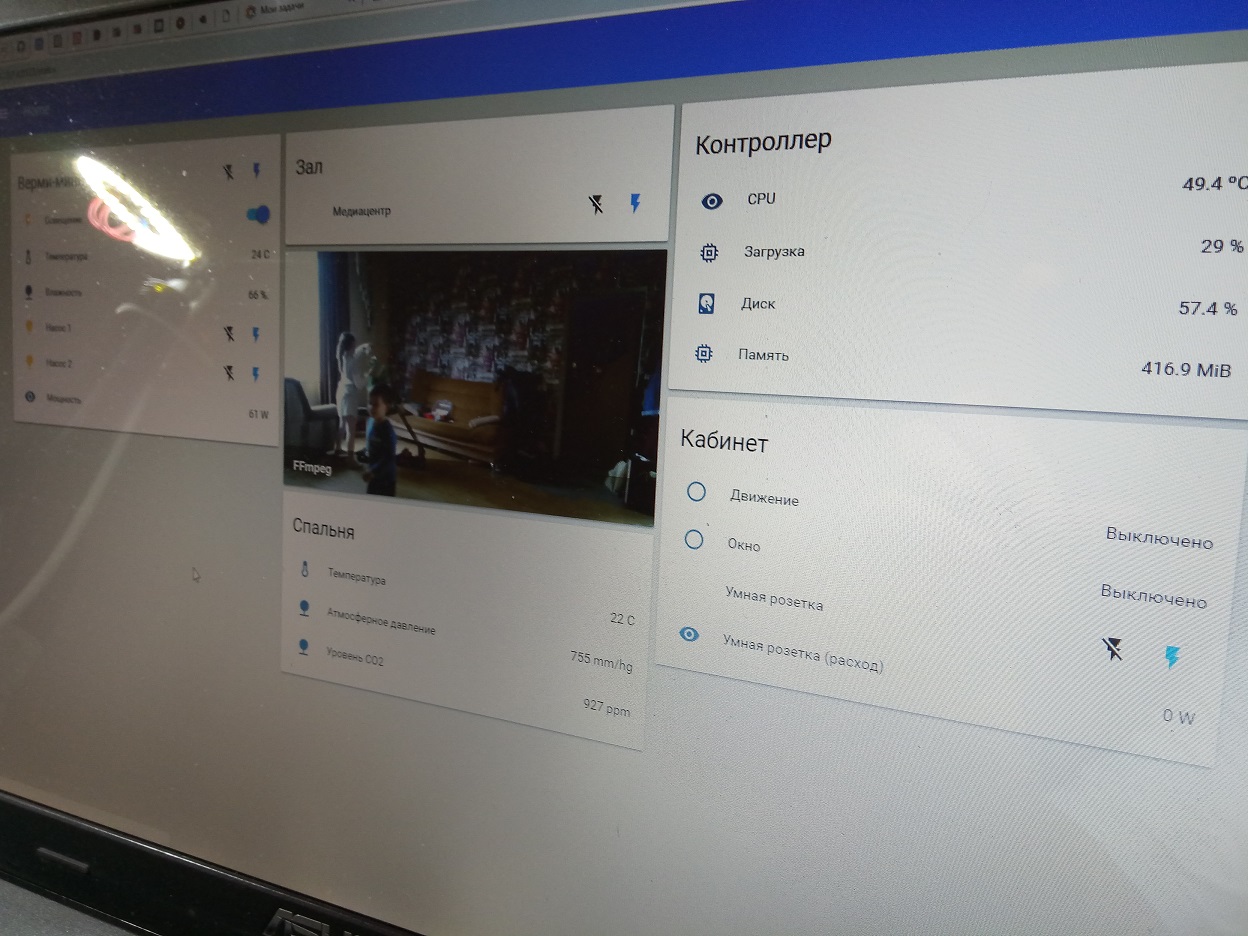 Мои задачи
Освещение
Температура
24 C
Влажность
66 %
Насос 1
Насос 2
Мощность
61 W
Зал
Медиацентр
FFmpeg
Спальня
Температура
22 C
Атмосферное давление
755 mm/hg
Уровень CO2
927 ppm
Контроллер
CPU
49.4 ºC
Загрузка
29 %
Диск
57.4 %
Память
416.9 MiB
Кабинет
Движение
Выключено
Окно
Выключено
Умная розетка
Умная розетка (расход)
0 W